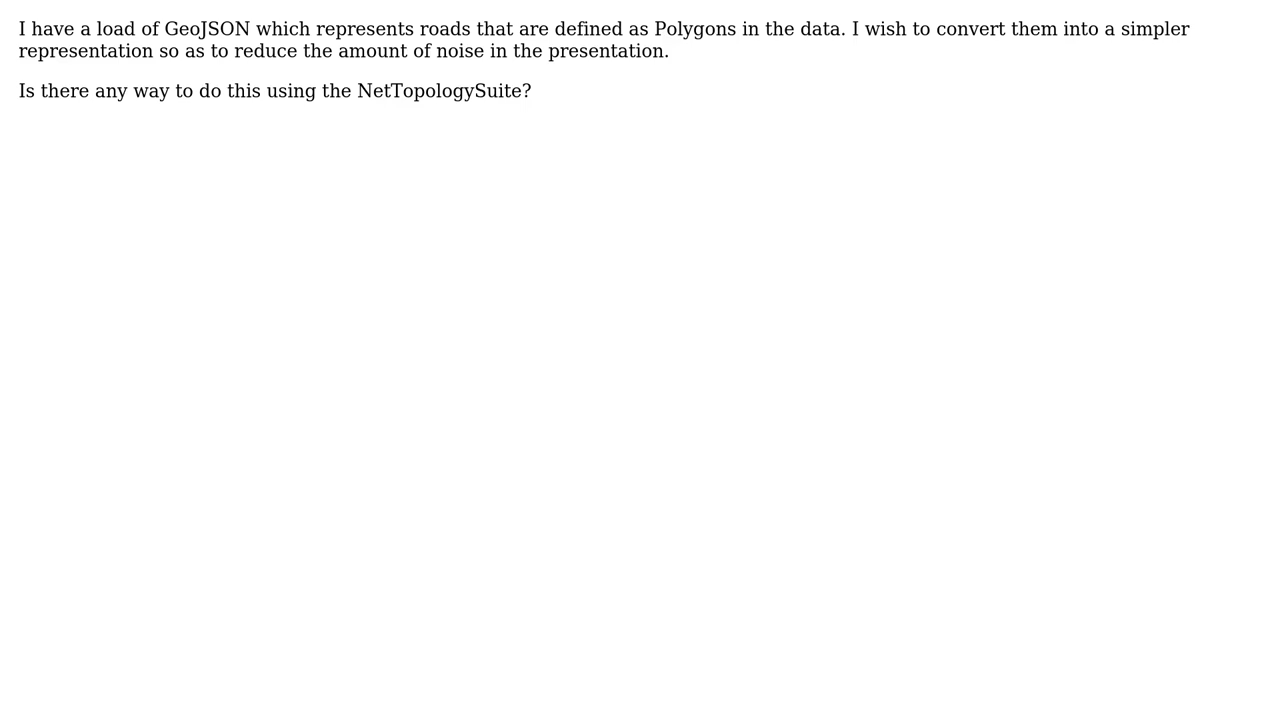 I have a load of GeoJSON which represents roads that are defined as Polygons in the data. I wish to convert them into a simpler
representation so as to reduce the amount of noise in the presentation.
Is there any way to do this using the NetTopologySuite?